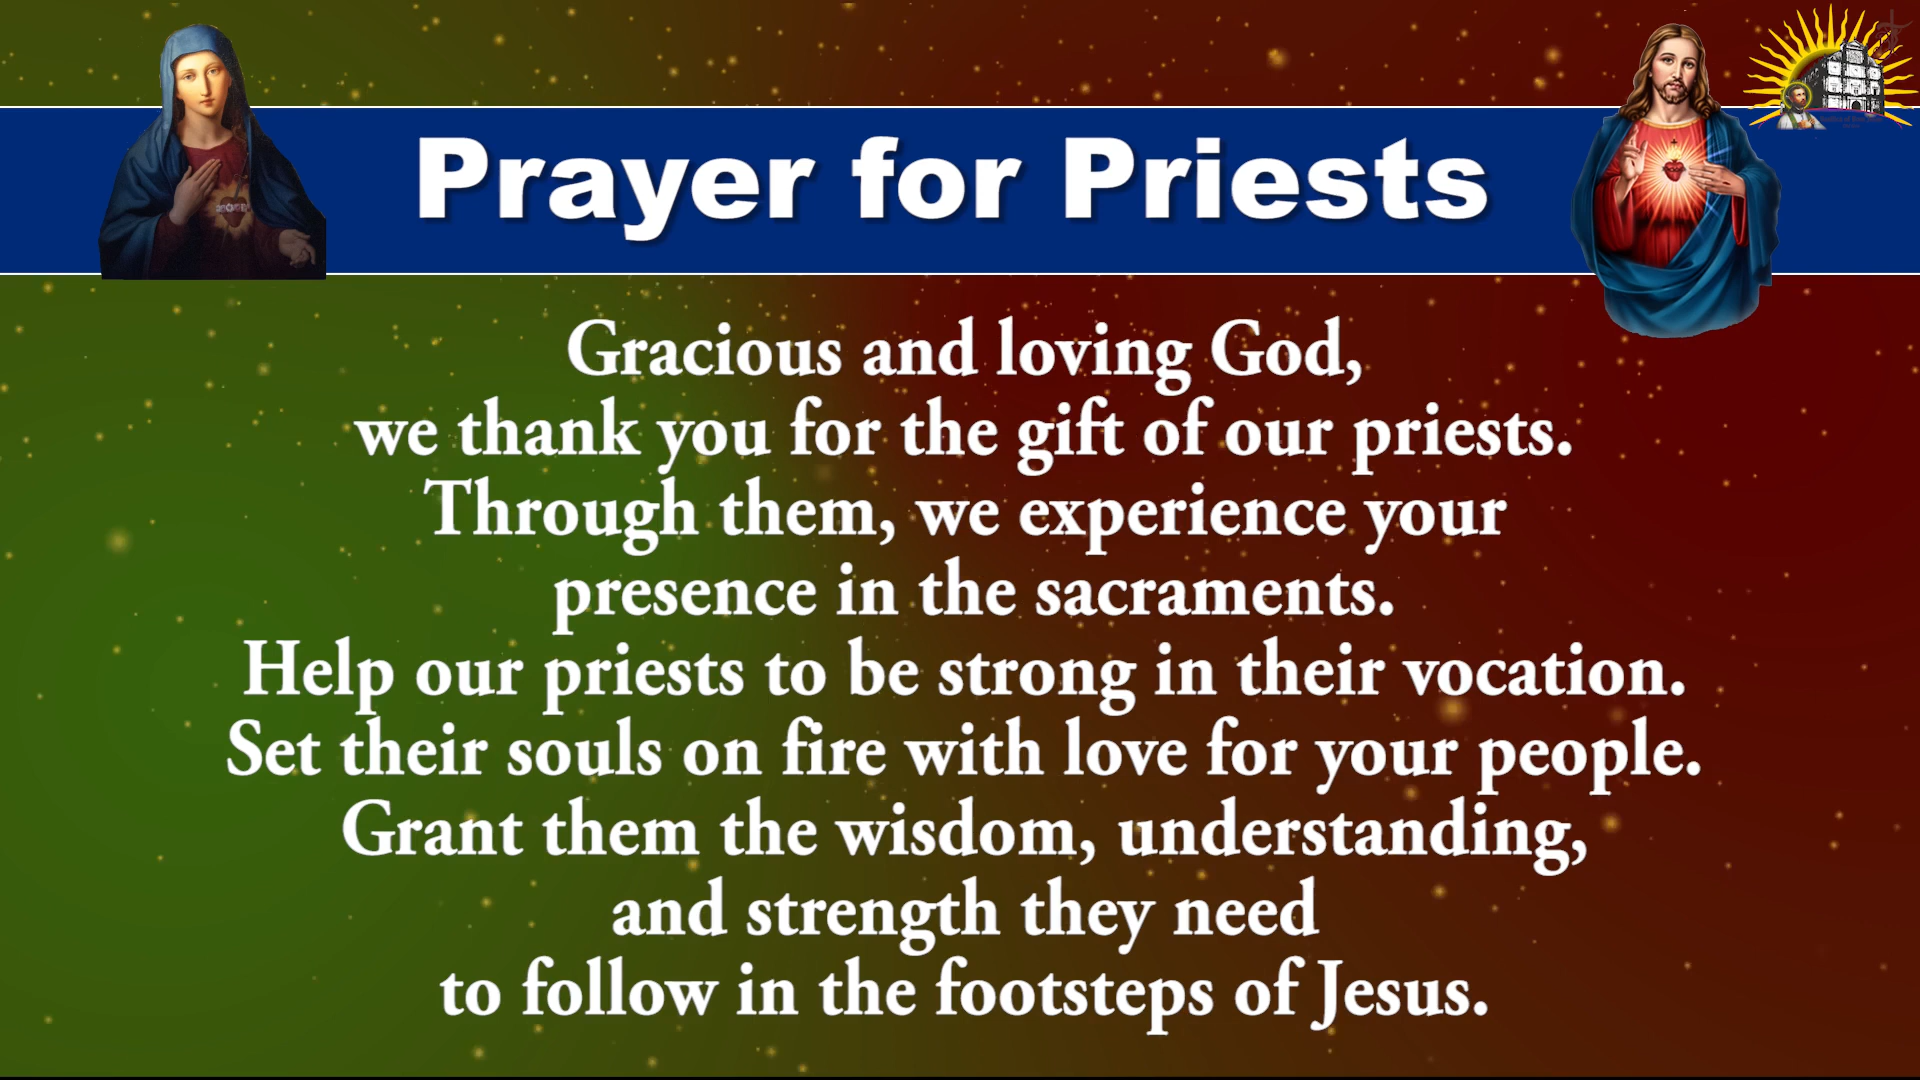 Prayer for Priests
Gracious and loving God,
we thank you for the gift of our priests.
Through them, we experience your
presence in the sacraments.
Help our priests to be strong in their vocation.
Set their souls on fire with love for your people.
Grant them the wisdom, understanding,
and strength they need
to follow in the footsteps of Jesus.